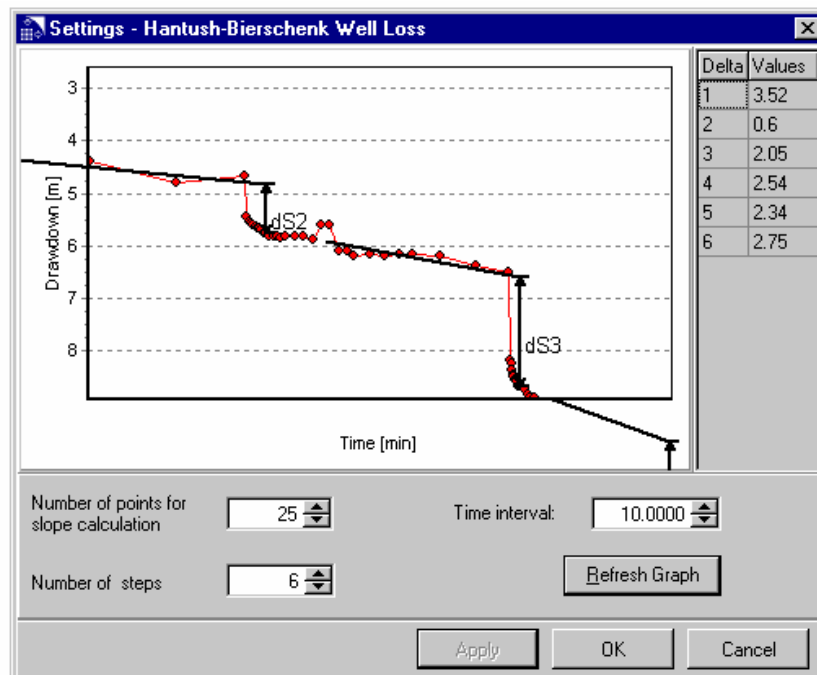 Settings - Hantush-Bierschenk Well Loss
3
4
5
6
7
8
Drawdown [m]
dS2
dS3
Time [min]
Delta Values
1 3.52
2 0.6
3 2.05
4 2.54
5 2.34
6 2.75
Number of points for
slope calculation
25
Time interval:
10.0000
Number of steps
6
Refresh Graph
Apply
OK
Cancel